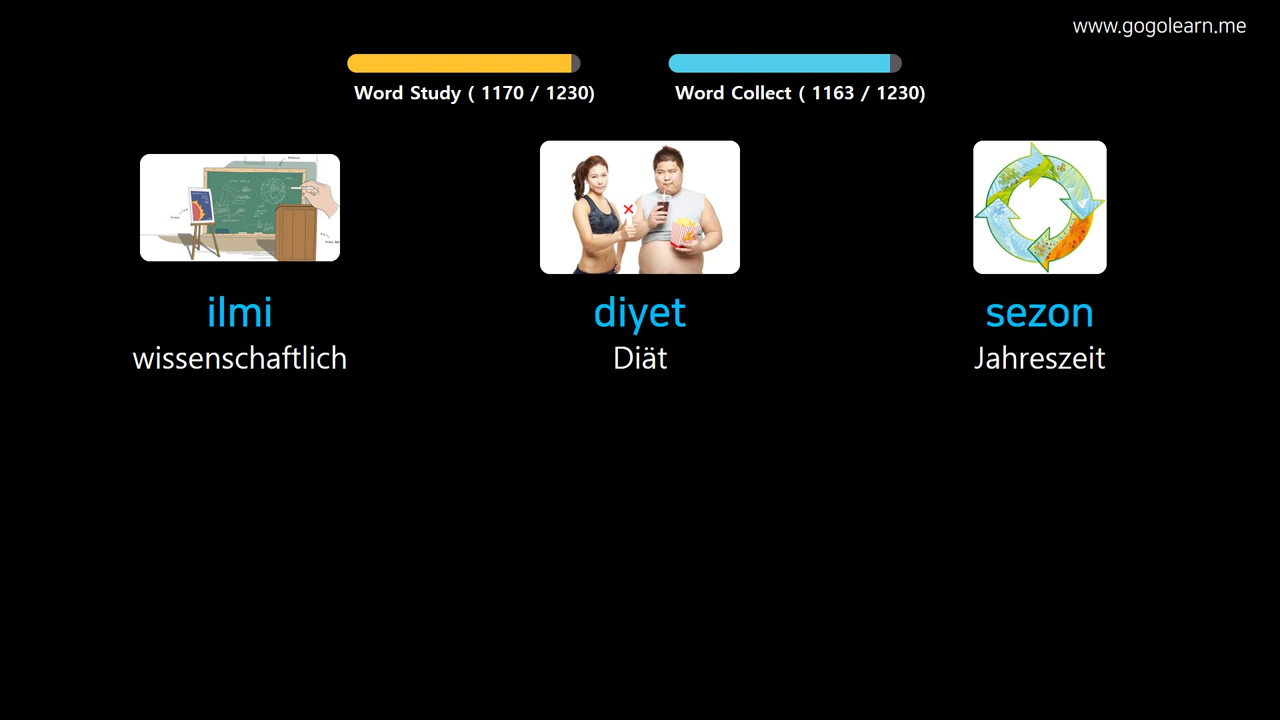 www.gogolearn.me
Word Study ( 1170 / 1230)
Word Collect ( 1163 / 1230)
ilmi
wissenschaftlich
diyet
Diät
sezon
Jahreszeit